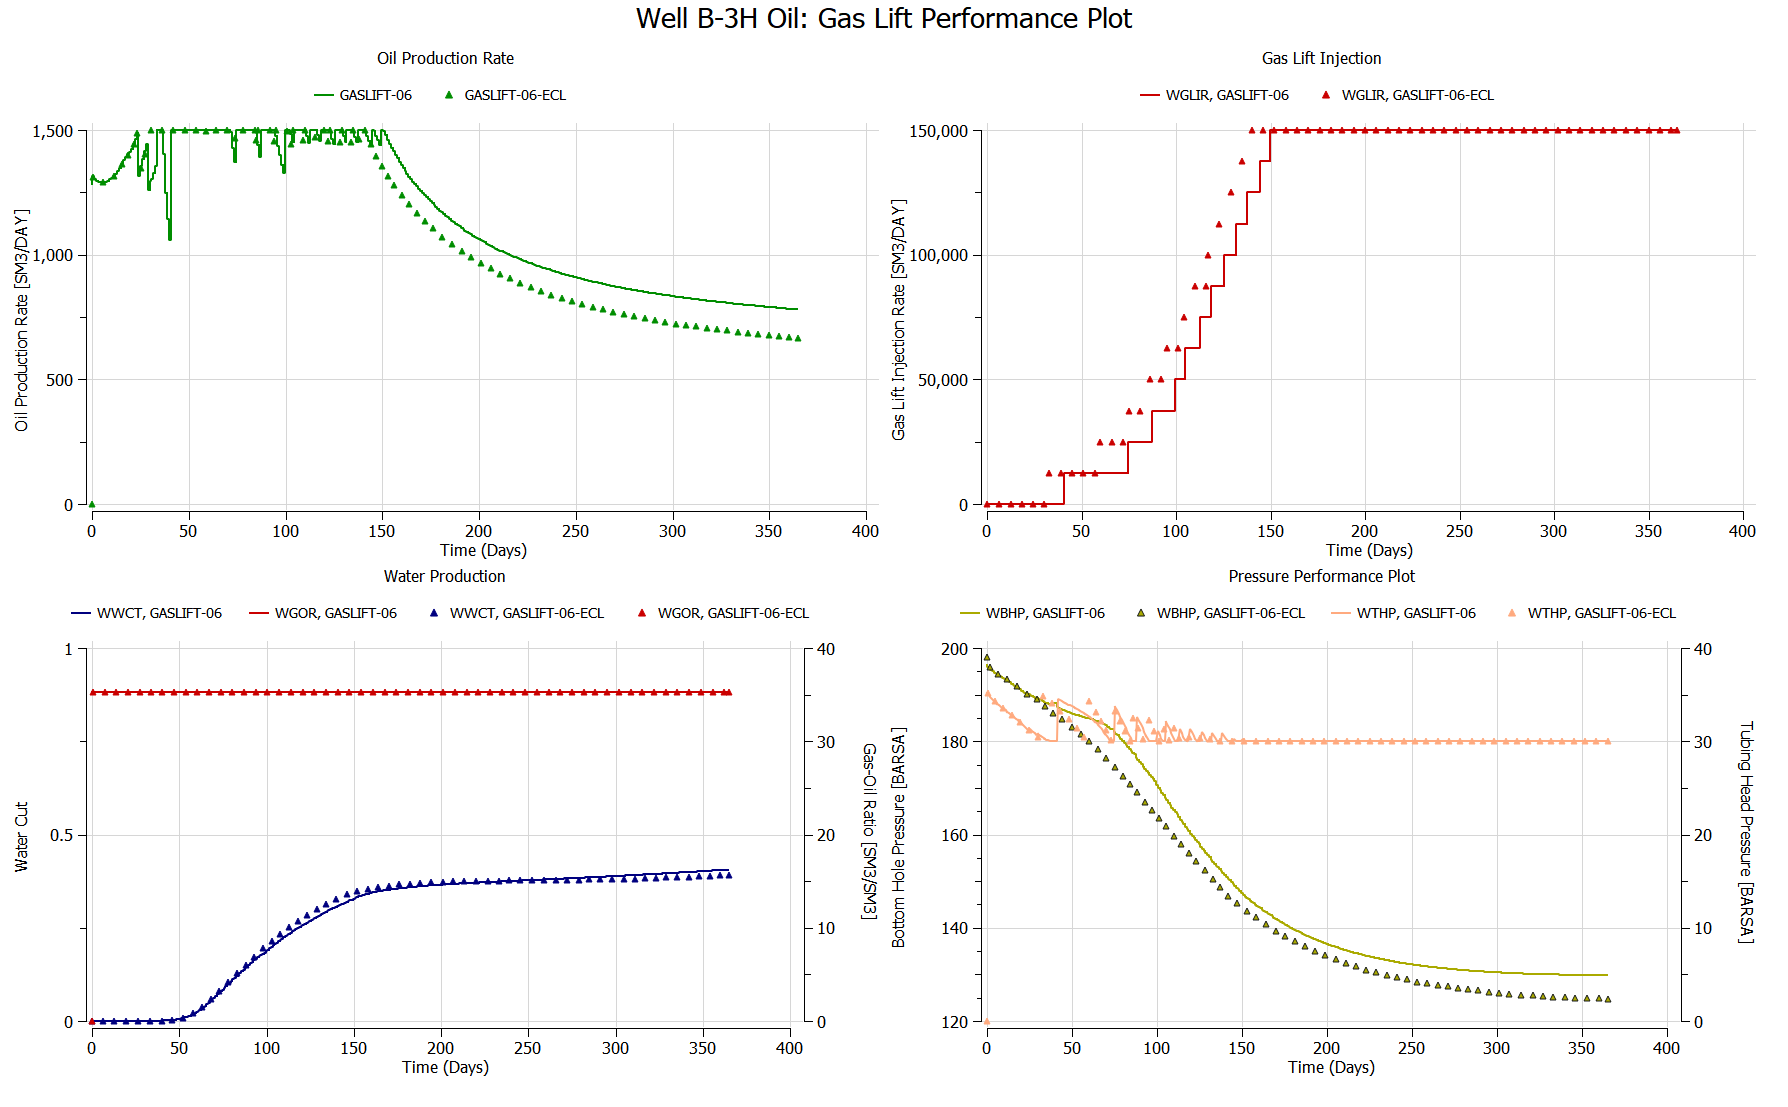 Well B-3H Oil: Gas Lift Performance Plot
Oil Production Rate
GASLIFT-06 GASLIFT-06-ECL
1,500
1,000
500
0
Oil Production Rate [SM3/DAY]
0 50 100 150 200 250 300 350 400
Time (Days)
Gas Lift Injection
WGLIR, GASLIFT-06 WGLIR, GASLIFT-06-ECL
150,000
100,000
50,000
0
Gas Lift Injection Rate [SM3/DAY]
0 50 100 150 200 250 300 350 400
Time (Days)
Water Production
WWCT, GASLIFT-06 WGOR, GASLIFT-06 WWCT, GASLIFT-06-ECL WGOR, GASLIFT-06-ECL
1
0.5
0
Water Cut
40
30
20
10
0
Gas-Oil Ratio [SM3/SM3]
0 50 100 150 200 250 300 350 400
Time (Days)
Pressure Performance Plot
WBHP, GASLIFT-06 WBHP, GASLIFT-06-ECL WTHP, GASLIFT-06 WTHP, GASLIFT-06-ECL
200
180
160
140
120
Bottom Hole Pressure [BARSA]
40
30
20
10
0
Tubing Head Pressure [BARSA]
0 50 100 150 200 250 300 350 400
Time (Days)